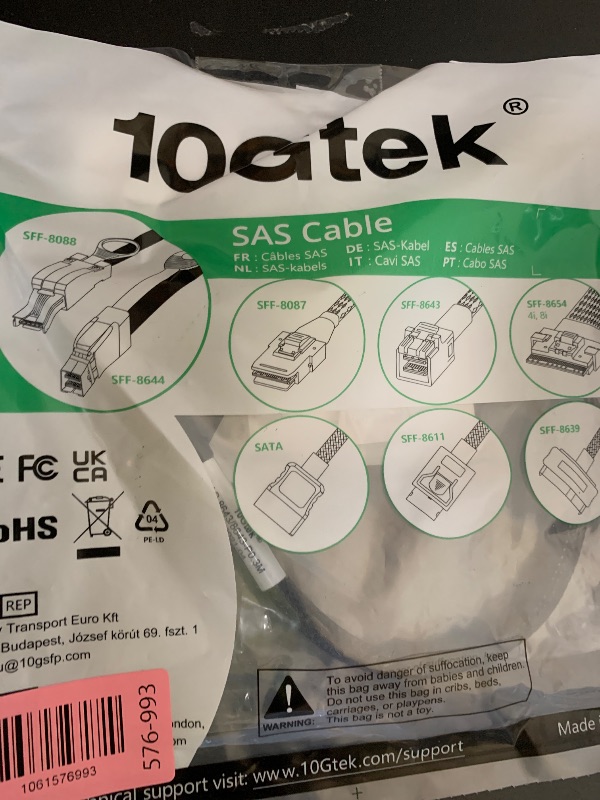 10Gtek®
SAS Cable
FR : Câbles SAS DE : SAS-Kabel ES : Cables SAS
NL : SAS-kabels IT : Cavi SAS PT : Cabo SAS
SFF-8088
SFF-8644
SFF-8087
SFF-8643
SFF-8654
4i, 8i
SATA
SFF-8611
SFF-8639
FC
UK
CA
oHS
04
PE-LD
10Gtek
REP
Transport Euro Kft
Budapest, József körút 69. fszt. 1
u@10gsfp.com
576-993
1061576993
ndon,
om
WARNING:
To avoid danger of suffocation, keep
this bag away from babies and children.
Do not use this bag in cribs, beds,
carriages, or playpens.
This bag is not a toy.
nical support visit: www.10Gtek.com/support
Made i